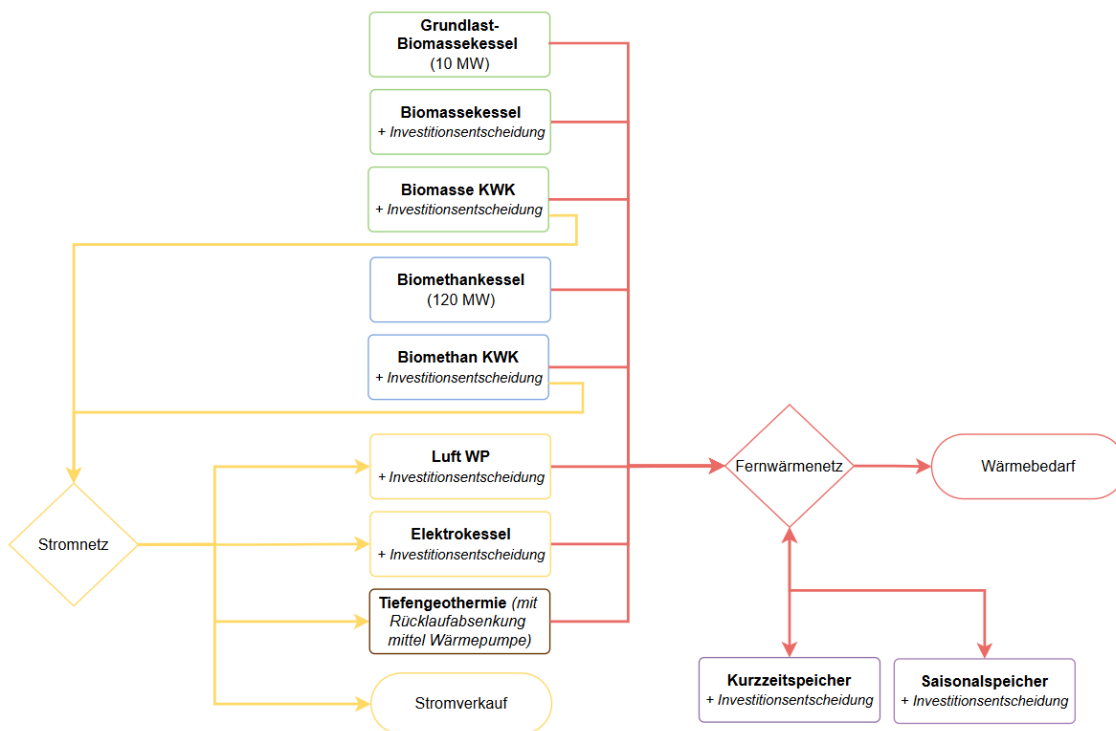 Grundlast-
Biomassekessel
(10 MW)
Biomassekessel
+ Investitionsentscheidung
Biomasse KWK
+ Investitionsentscheidung
Biomethankessel
(120 MW)
Biomethan KWK
+ Investitionsentscheidung
Luft WP
+ Investitionsentscheidung
Fernwärmenetz
Wärmebedarf
Stromnetz
Elektrokessel
+ Investitionsentscheidung
Tiefengeothermie (mit
Rücklaufabsenkung
mittel Wärmepumpe)
Kurzzeitspeicher
+ Investitionsentscheidung
Saisonalspeicher
+ Investitionsentscheidung
Stromverkauf